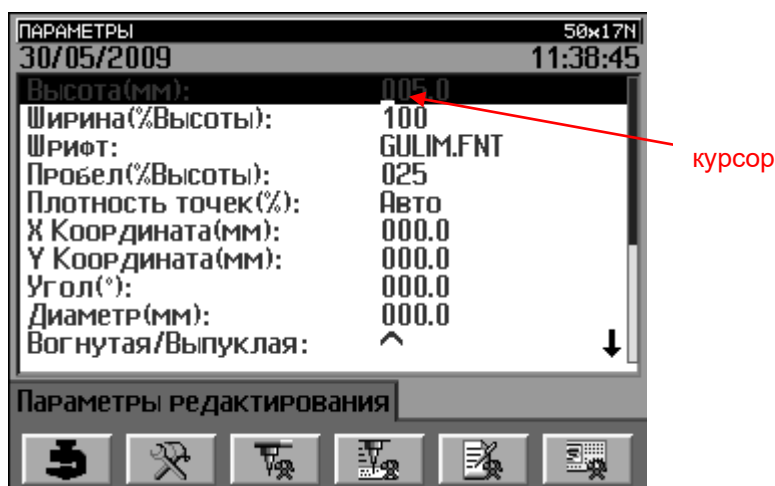 ПАРАМЕТРЫ 50x17N
30/05/2009 11:38:45
Высота(мм): 005.0
Ширина(%Высоты): 100
Шрифт: GULIM.FNT
Пробел(%Высоты): 025
Плотность точек(%): Авто
X Координата(мм): 000.0
Y Координата(мм): 000.0
Угол(°): 000.0
Диаметр(мм): 000.0
Вогнутая/Выпуклая: ^
Параметры редактирования
курсор